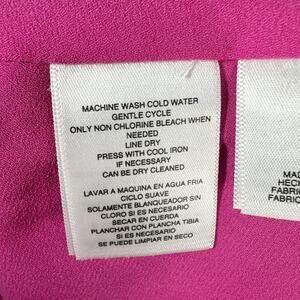 MACHINE WASH COLD WATER
GENTLE CYCLE
ONLY NON CHLORINE BLEACH WHEN
NEEDED
LINE DRY
PRESS WITH COOL IRON
IF NECESSARY
CAN BE DRY CLEANED
LAVAR A MAQUINA EN AGUA FRIA
CICLO SUAVE
SOLAMENTE BLANQUEADOR SIN
CLORO SI ES NECESARIO
SECAR EN CUERDA
PLANCHAR CON PLANCHA TIBIA
SI ES NECESARIO
SE PUEDE LIMPIAR EN SECO
MAD
HECH
FABRIC
FABRIC